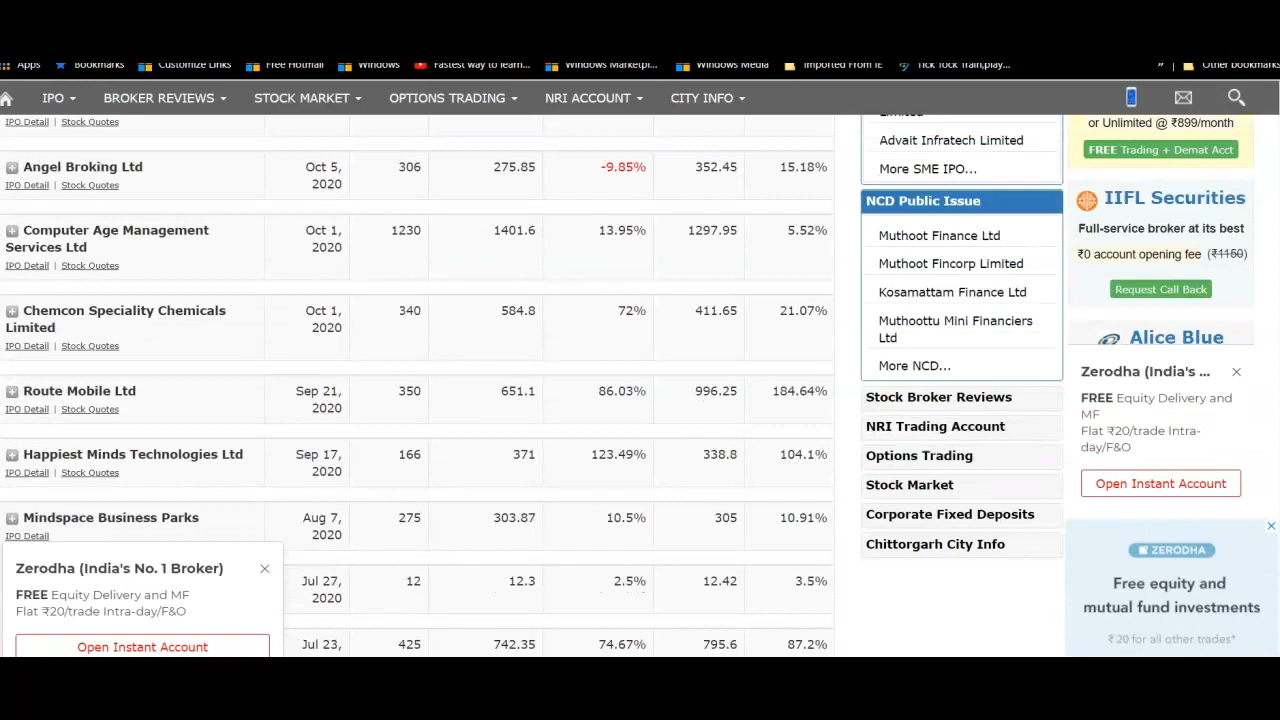 Apps Bookmarks Customize Links Free Hotmail Windows Fastest way to learn... Windows Marketpl... Windows Media Imported From IE Tick Tock Train,play... » Other bookmarks
IPO BROKER REVIEWS STOCK MARKET OPTIONS TRADING NRI ACCOUNT CITY INFO
IPO Detail | Stock Quotes
Angel Broking Ltd Oct 5, 306 275.85 -9.85% 352.45 15.18%
IPO Detail | Stock Quotes 2020
Computer Age Management Oct 1, 1230 1401.6 13.95% 1297.95 5.52%
Services Ltd 2020
IPO Detail | Stock Quotes
Chemcon Speciality Chemicals Oct 1, 340 584.8 72% 411.65 21.07%
Limited 2020
IPO Detail | Stock Quotes
Route Mobile Ltd Sep 21, 350 651.1 86.03% 996.25 184.64%
IPO Detail | Stock Quotes 2020
Happiest Minds Technologies Ltd Sep 17, 166 371 123.49% 338.8 104.1%
IPO Detail | Stock Quotes 2020
Mindspace Business Parks Aug 7, 275 303.87 10.5% 305 10.91%
IPO Detail 2020
Jul 27, 12 12.3 2.5% 12.42 3.5%
2020
Jul 23, 425 742.35 74.67% 795.6 87.2%
Zerodha (India's No. 1 Broker)
FREE Equity Delivery and MF
Flat ₹20/trade Intra-day/F&O
Open Instant Account
Limited
Advait Infratech Limited
More SME IPO...
NCD Public Issue
Muthoot Finance Ltd
Muthoot Fincorp Limited
Kosamattam Finance Ltd
Muthoottu Mini Financiers
Ltd
More NCD...
Stock Broker Reviews
NRI Trading Account
Options Trading
Stock Market
Corporate Fixed Deposits
Chittorgarh City Info
or Unlimited @ ₹899/month
FREE Trading + Demat Acct
IIFL Securities
Full-service broker at its best
₹0 account opening fee (₹1150)
Request Call Back
Alice Blue
Zerodha (India's ...
FREE Equity Delivery and
MF
Flat ₹20/trade Intra-
day/F&O
Open Instant Account
ZERODHA
Free equity and
mutual fund investments
₹ 20 for all other trades*